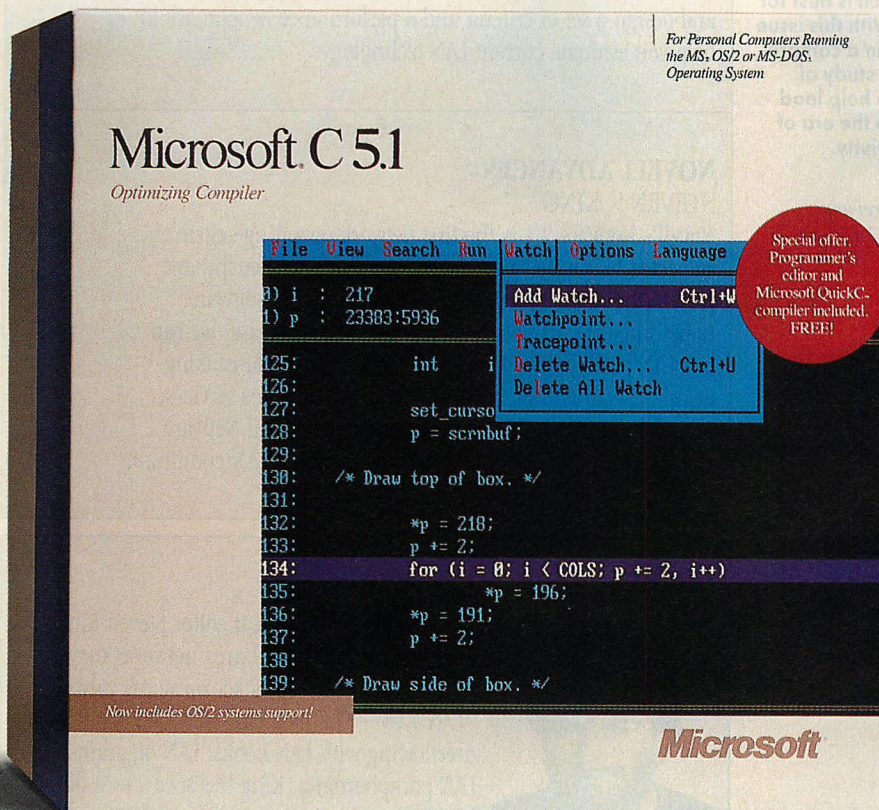 For Personal Computers Running
the MS® OS/2 or MS-DOS®
Operating System
Microsoft® C 5.1
Optimizing Compiler
File View Search Run Watch Options Language
0) i : 217
1) p : 23383:5936
Add Watch... Ctrl+W
Watchpoint...
Tracepoint...
Delete Watch... Ctrl+U
Delete All Watch
Special offer.
Programmer's
editor and
Microsoft QuickC®
compiler included.
FREE!
125: int i
126:
127: set_curso
128: p = scrnbuf;
129:
130: /* Draw top of box. */
131:
132: *p = 218;
133: p += 2;
134: for (i = 0; i < COLS; p += 2, i++)
135: *p = 196;
136: *p = 191;
137: p += 2;
138:
139: /* Draw side of box. */
Now includes OS/2 systems support!
Microsoft